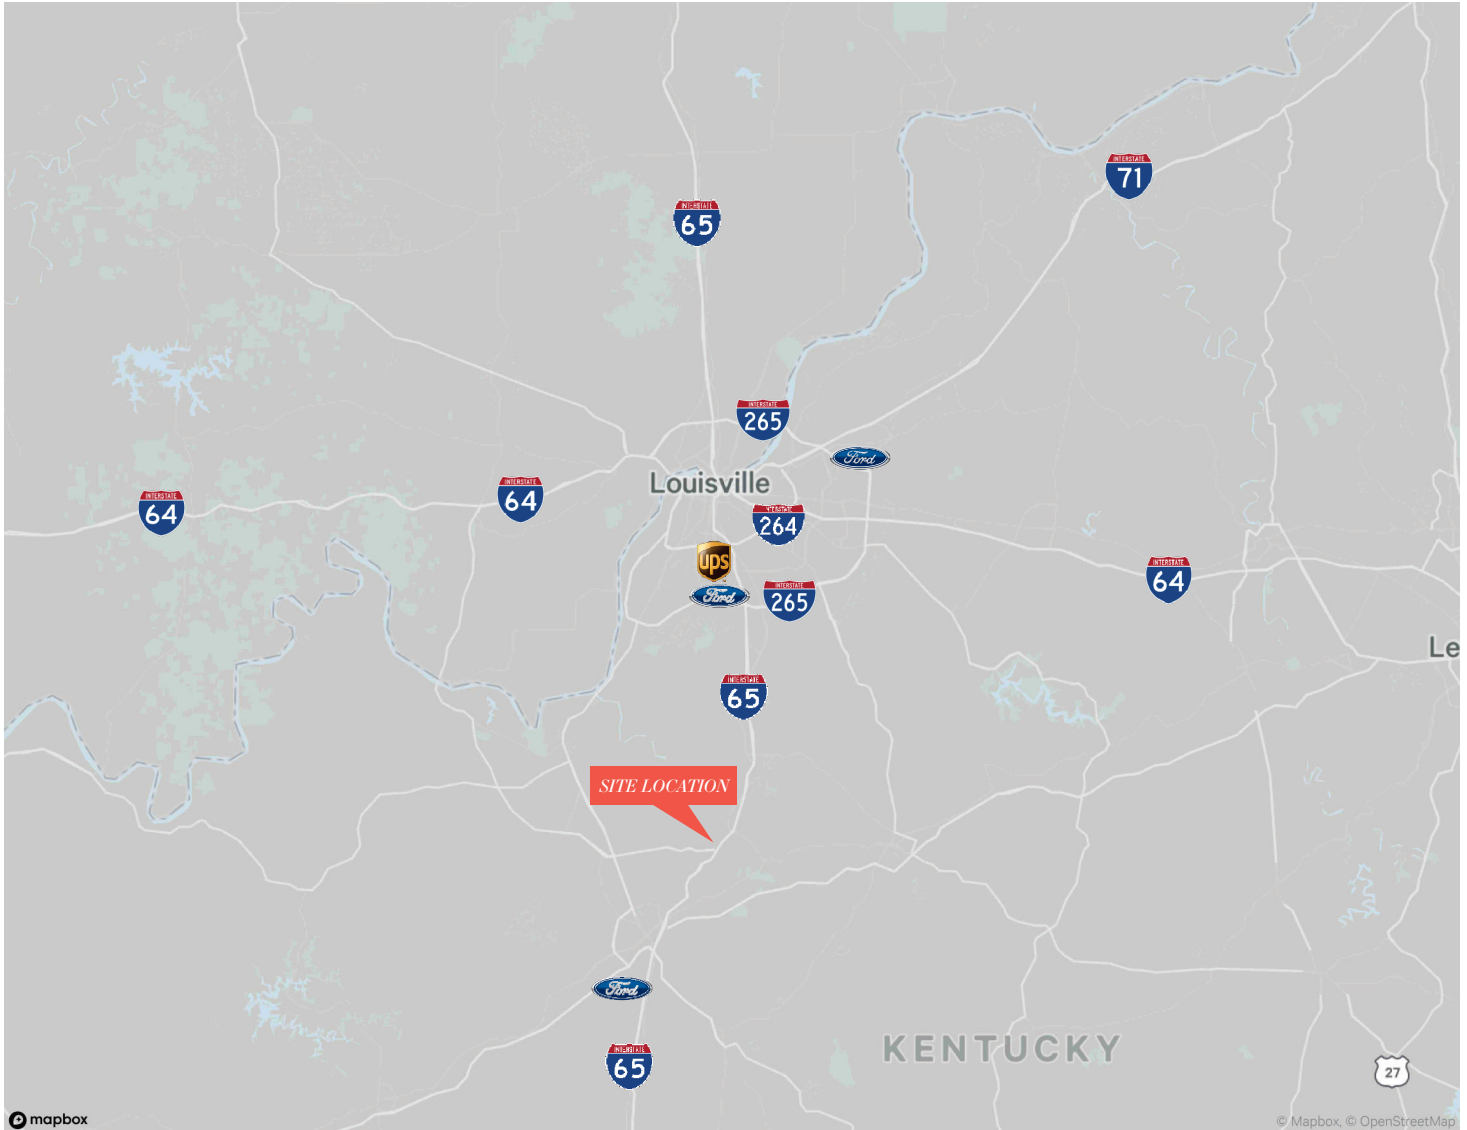 INTERSTATE
71
INTERSTATE
65
INTERSTATE
265
Ford
Louisville
INTERSTATE
64
INTERSTATE
64
INTERSTATE
264
ups
Ford
INTERSTATE
265
INTERSTATE
64
Le
INTERSTATE
65
SITE LOCATION
Ford
KENTUCKY
INTERSTATE
65
27
mapbox
© Mapbox, © OpenStreetMap